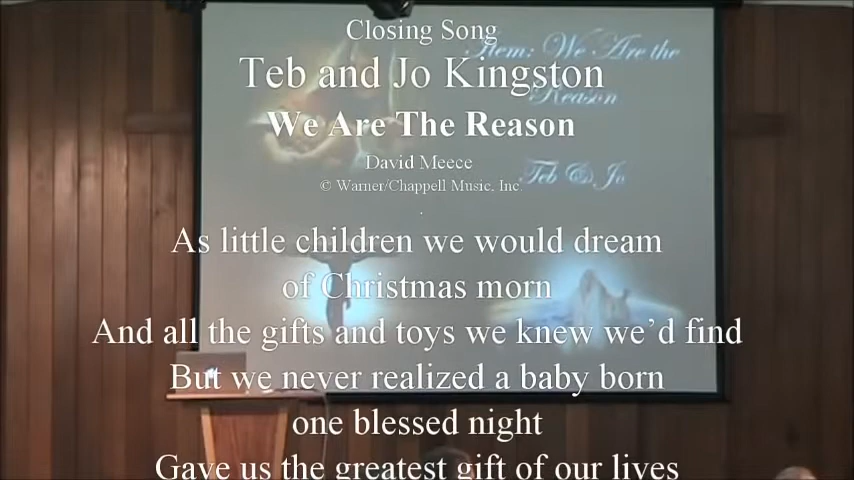 Closing Song
Teb and Jo Kingston
We Are The Reason
David Meece
© Warner/Chappell Music, Inc.
.
As little children we would dream
of Christmas morn
And all the gifts and toys we knew we'd find
But we never realized a baby born
one blessed night
Gave us the greatest gift of our lives
Item: We Are the
Reason
Teb & Jo